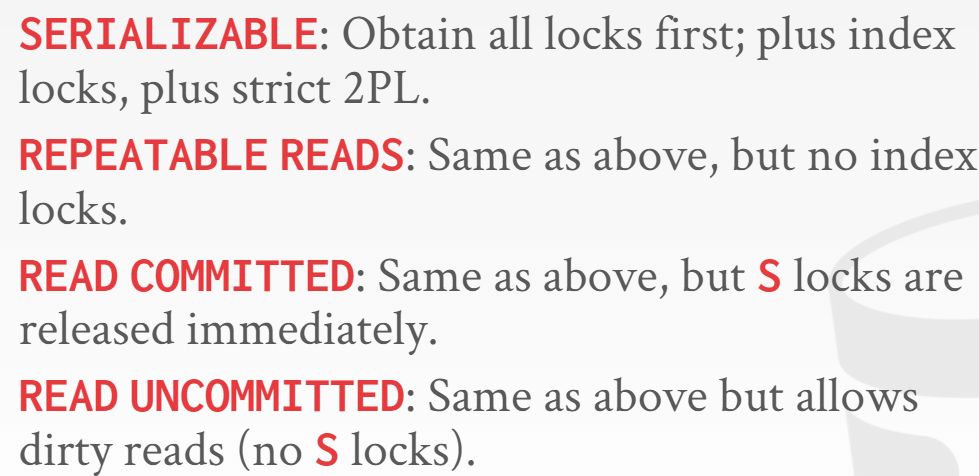 SERIALIZABLE: Obtain all locks first; plus index
locks, plus strict 2PL.
REPEATABLE READS: Same as above, but no index
locks.
READ COMMITTED: Same as above, but S locks are
released immediately.
READ UNCOMMITTED: Same as above but allows
dirty reads (no S locks).